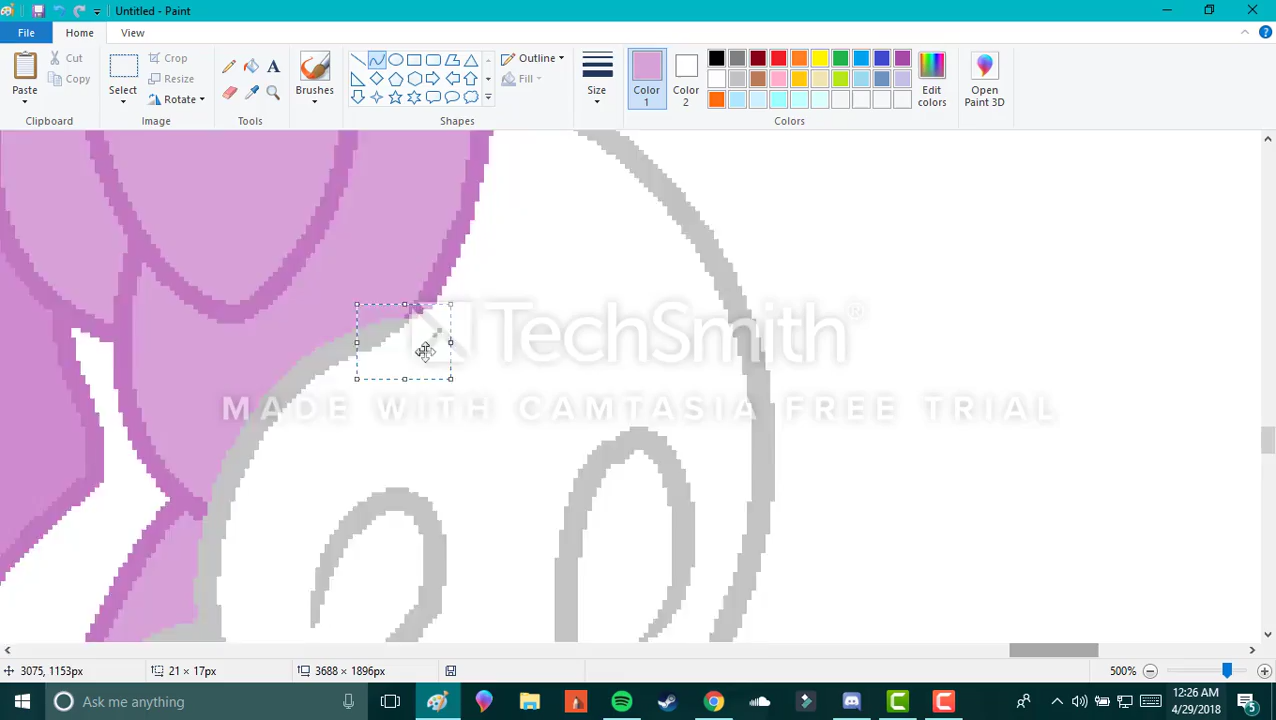 Untitled - Paint
File Home View
Paste Cut Copy Select Crop Resize Rotate A Brushes Outline Fill Size Color 1 Color 2 Edit colors Open Paint 3D
Clipboard Image Tools Shapes Colors
TechSmith®
MADE WITH CAMTASIA FREE TRIAL
3075, 1153px 21 × 17px 3688 × 1896px 500%
Ask me anything
12:26 AM
4/29/2018
5